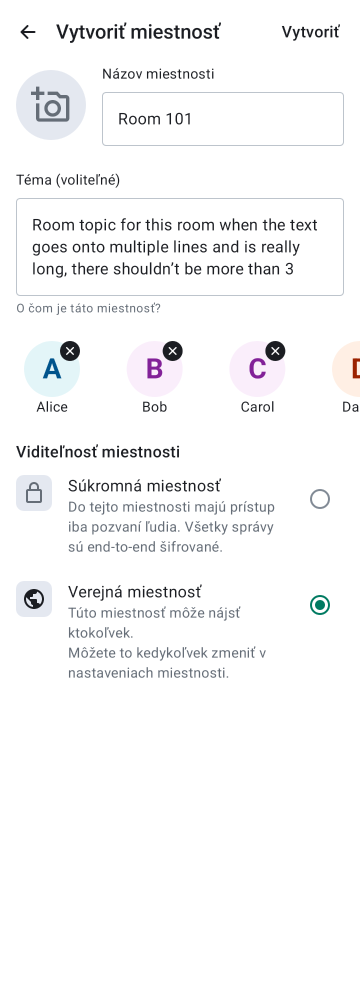 Vytvoriť miestnosť
Vytvoriť
Názov miestnosti
Room 101
Téma (voliteľné)
Room topic for this room when the text
goes onto multiple lines and is really
long, there shouldn’t be more than 3
O čom je táto miestnosť?
A
B
C
Alice
Bob
Carol
Da
Viditeľnosť miestnosti
Súkromná miestnosť
Do tejto miestnosti majú prístup
iba pozvaní ľudia. Všetky správy
sú end-to-end šifrované.
Verejná miestnosť
Túto miestnosť môže nájsť
ktokoľvek.
Môžete to kedykoľvek zmeniť v
nastaveniach miestnosti.